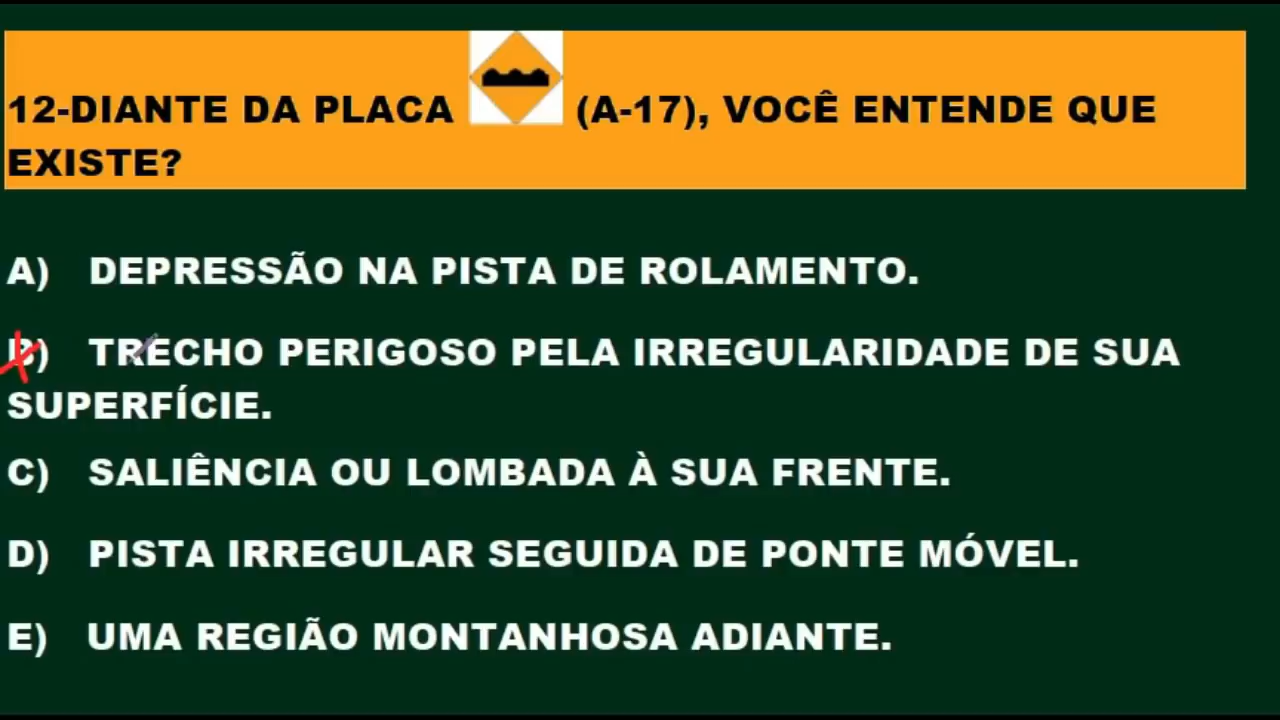 12-DIANTE DA PLACA (A-17), VOCÊ ENTENDE QUE
EXISTE?
A) DEPRESSÃO NA PISTA DE ROLAMENTO.
B) TRECHO PERIGOSO PELA IRREGULARIDADE DE SUA
SUPERFÍCIE.
C) SALIÊNCIA OU LOMBADA À SUA FRENTE.
D) PISTA IRREGULAR SEGUIDA DE PONTE MÓVEL.
E) UMA REGIÃO MONTANHOSA ADIANTE.